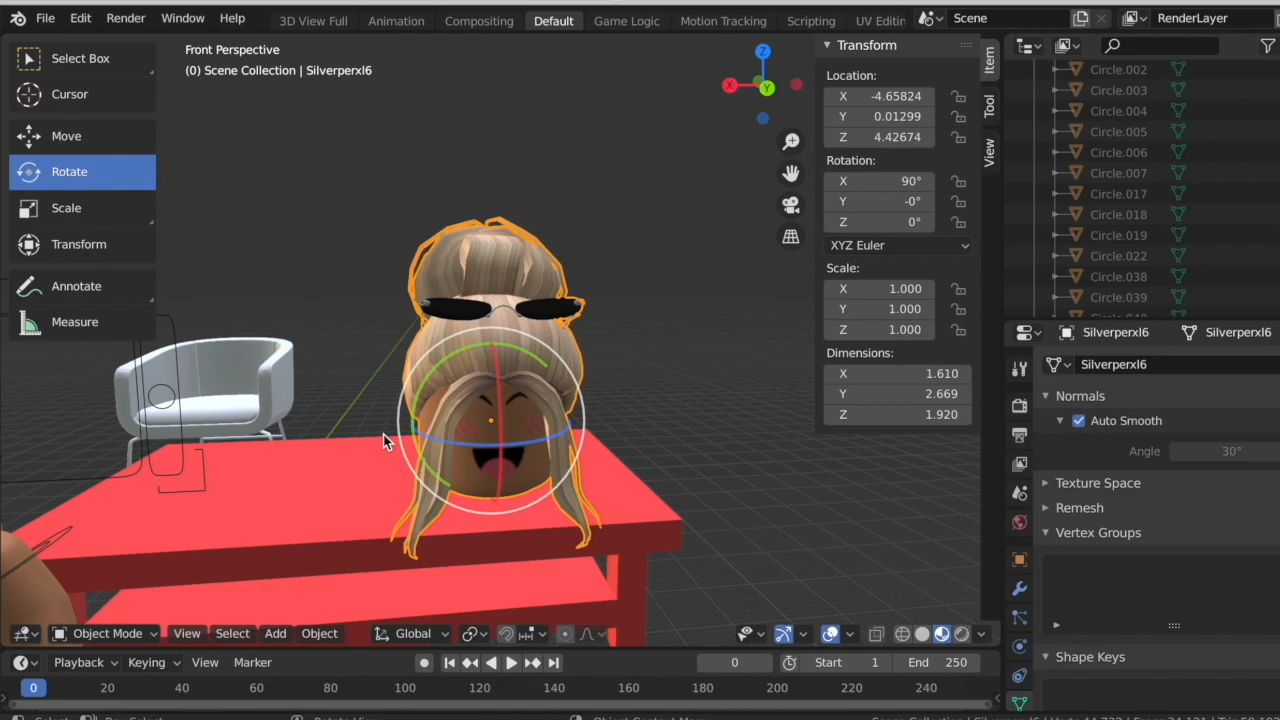 File Edit Render Window Help
3D View Full Animation Compositing Default Game Logic Motion Tracking Scripting UV Editin
Scene
RenderLayer
Select Box
Cursor
Move
Rotate
Scale
Transform
Annotate
Measure
Front Perspective
(0) Scene Collection | Silverperxl6
Z
X
Y
Transform
Location:
X -4.65824
Y 0.01299
Z 4.42674
Rotation:
X 90°
Y -0°
Z 0°
XYZ Euler
Scale:
X 1.000
Y 1.000
Z 1.000
Dimensions:
X 1.610
Y 2.669
Z 1.920
Item
Tool
View
Circle.002
Circle.003
Circle.004
Circle.005
Circle.006
Circle.007
Circle.017
Circle.018
Circle.019
Circle.022
Circle.038
Circle.039
Silverperxl6 Silverperxl6
Silverperxl6
Normals
Auto Smooth
Angle 30°
Texture Space
Remesh
Vertex Groups
Shape Keys
Object Mode View Select Add Object Global
Playback Keying View Marker 0 Start 1 End 250
0 20 40 60 80 100 120 140 160 180 200 220 240